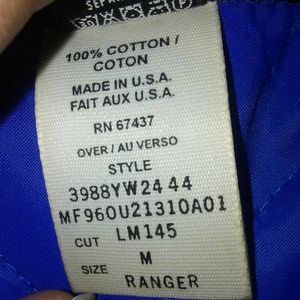 100% COTTON /
COTON
MADE IN U.S.A.
FAIT AUX U.S.A.
RN 67437
OVER / AU VERSO
STYLE
3988YW24 44
MF960U21310A01
CUT LM145
SIZE M
RANGER